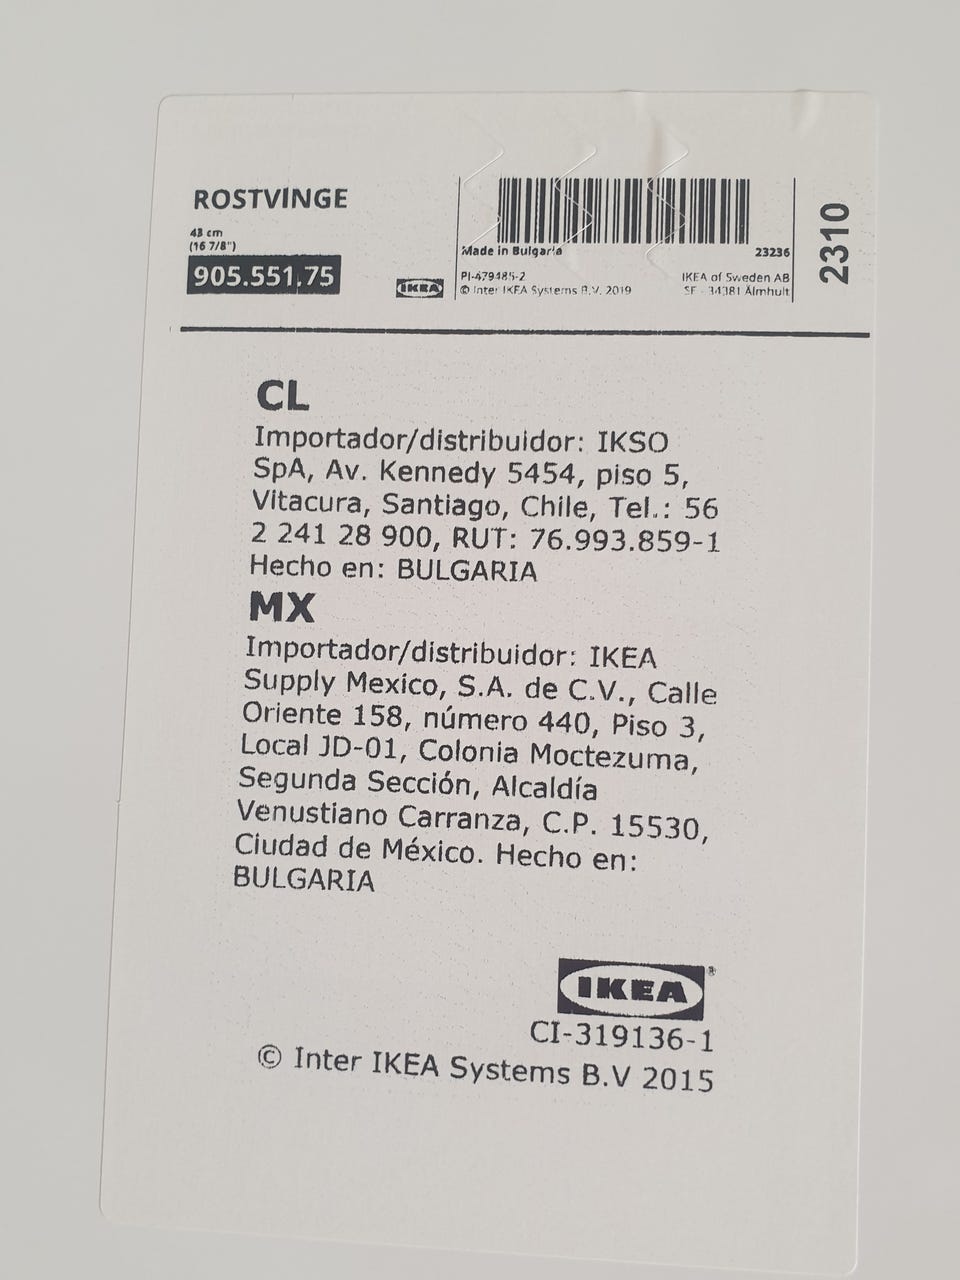 ROSTVINGE
43 cm
(16 7/8")
905.551.75
IKEA
Made in Bulgaria 23236
PI-479485-2 IKEA of Sweden AB
© Inter IKEA Systems B.V. 2019 SE - 34381 Älmhult
2310
CL
Importador/distribuidor: IKSO
SpA, Av. Kennedy 5454, piso 5,
Vitacura, Santiago, Chile, Tel.: 56
2 241 28 900, RUT: 76.993.859-1
Hecho en: BULGARIA
MX
Importador/distribuidor: IKEA
Supply Mexico, S.A. de C.V., Calle
Oriente 158, número 440, Piso 3,
Local JD-01, Colonia Moctezuma,
Segunda Sección, Alcaldía
Venustiano Carranza, C.P. 15530,
Ciudad de México. Hecho en:
BULGARIA
IKEA®
CI-319136-1
© Inter IKEA Systems B.V 2015